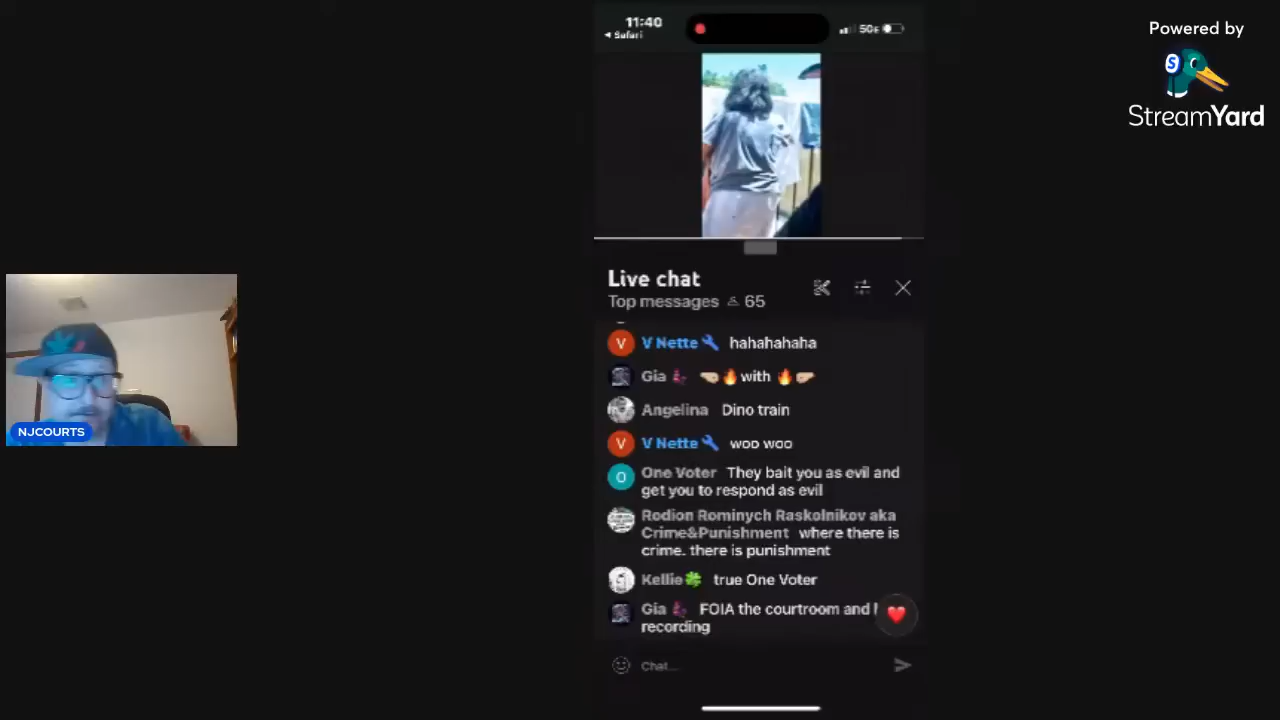 11:40
Safari
50E
Powered by
S
StreamYard
Live chat
Top messages 65
V
V Nette hahahahaha
Gia 🤜🏼🔥with 🔥🤛🏼
Angelina Dino train
V
V Nette woo woo
O
One Voter They bait you as evil and
get you to respond as evil
Rodion Rominych Raskolnikov aka
Crime&Punishment where there is
crime. there is punishment
Kellie🍀 true One Voter
Gia FOIA the courtroom and
recording
Chat...
NJCOURTS